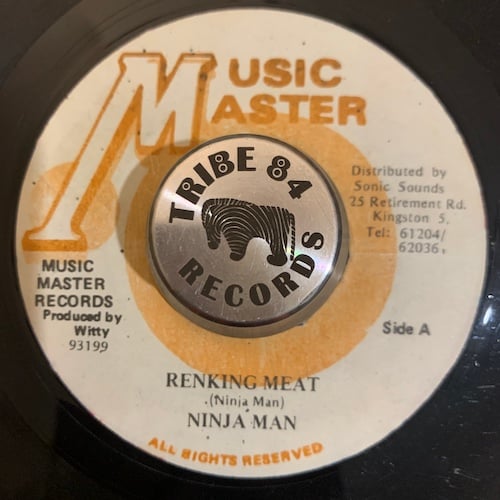 MUSIC
MASTER
TRIBE 84
RECORDS
Distributed by
Sonic Sounds
25 Retirement Rd.
Kingston 5.
Tel: 61204/
62036
MUSIC
MASTER
RECORDS
Produced by
Witty
93199
Side A
RENKING MEAT
(Ninja Man)
NINJA MAN
ALL RIGHTS RESERVED